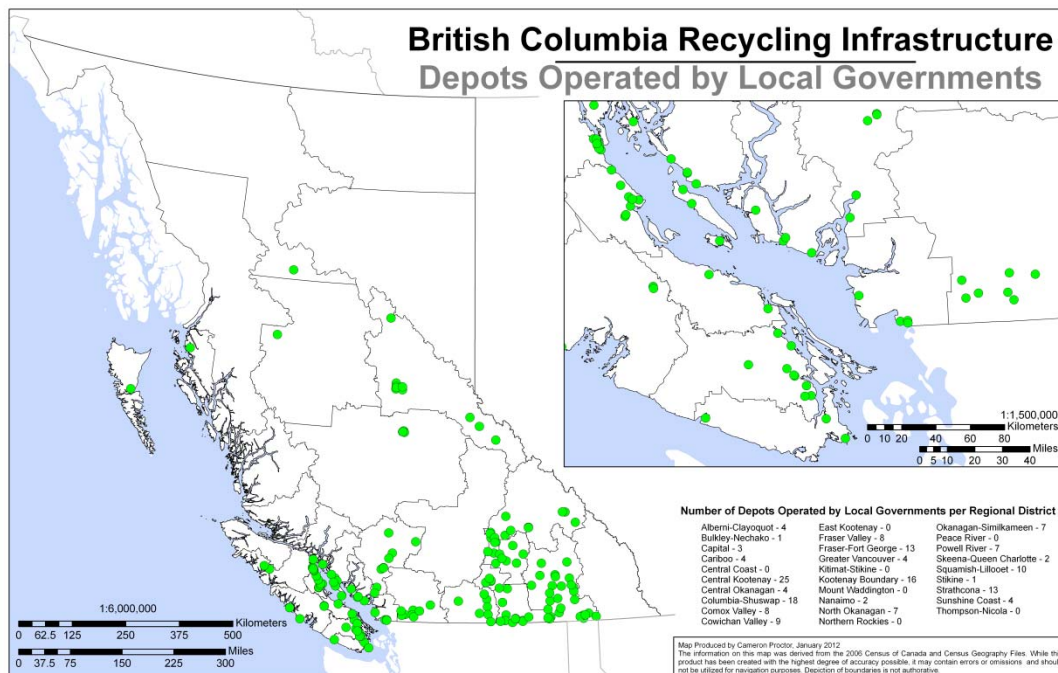 British Columbia Recycling Infrastructure
Depots Operated by Local Governments
1:1,500,000
Kilometers
0 10 20 40 60 80
Miles
0 5 10 20 30 40
1:6,000,000
Kilometers
0 62.5 125 250 375 500
Miles
0 37.5 75 150 225 300
Number of Depots Operated by Local Governments per Regional District
Alberni-Clayoquot - 4
Bulkley-Nechako - 1
Capital - 3
Cariboo - 4
Central Coast - 0
Central Kootenay - 25
Central Okanagan - 4
Columbia-Shuswap - 18
Comox Valley - 8
Cowichan Valley - 9
East Kootenay - 0
Fraser Valley - 8
Fraser-Fort George - 13
Greater Vancouver - 4
Kitimat-Stikine - 0
Kootenay Boundary - 16
Mount Waddington - 0
Nanaimo - 2
North Okanagan - 7
Northern Rockies - 0
Okanagan-Similkameen - 7
Peace River - 0
Powell River - 7
Skeena-Queen Charlotte - 2
Squamish-Lillooet - 10
Stikine - 1
Strathcona - 13
Sunshine Coast - 4
Thompson-Nicola - 0
Map Produced by Cameron Proctor, January 2012
The information on this map was derived from the 2006 Census of Canada and Census Geography Files. While thi
product has been created with the highest degree of accuracy possible, it may contain errors or omissions and shoul
not be utilized for navigation purposes. Depiction of boundaries is not authorative.